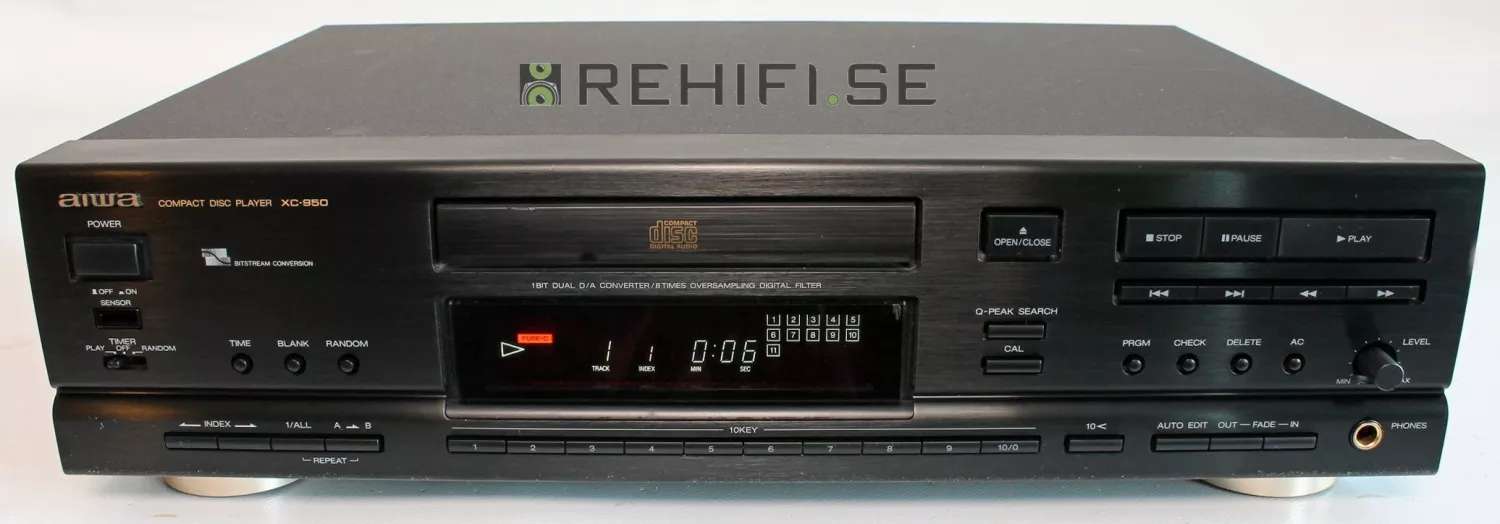 REHIFI.SE
aiwa COMPACT DISC PLAYER XC-950
POWER
OFF ON
SENSOR
TIMER
PLAY OFF RANDOM
BITSTREAM CONVERSION
TIME BLANK RANDOM
COMPACT
disc
DIGITAL AUDIO
1BIT DUAL D/A CONVERTER/8TIMES OVERSAMPLING DIGITAL FILTER
PURE-C
1 1 0:06
TRACK INDEX MIN SEC
1 2 3 4 5
6 7 8 9 10
11
OPEN/CLOSE
STOP PAUSE PLAY
Q-PEAK SEARCH
CAL
PRGM CHECK DELETE AC
LEVEL
MIN
INDEX 1/ALL A B
REPEAT
10KEY
1 2 3 4 5 6 7 8 9 10/0
10<
AUTO EDIT OUT FADE IN
PHONES